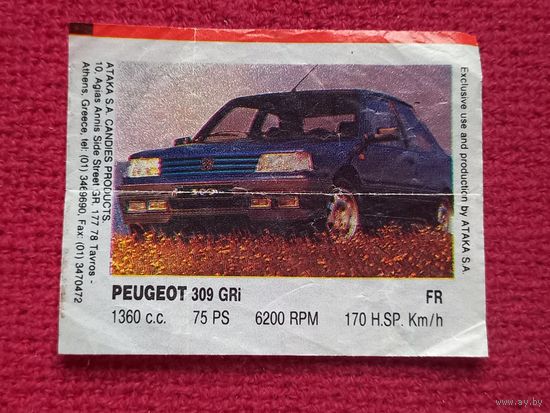 ATAKA S.A. CANDIES PRODUCTS.
10, Agias Annis Side Street GR. 177 78 Tavros -
Athens, Greece, tel: (01) 3469690, Fax: (01) 3470472
Exclusive use and production by ATAKA S.A.
PEUGEOT 309 GRi FR
1360 c.c. 75 PS 6200 RPM 170 H.SP. Km/h
www.ay.by